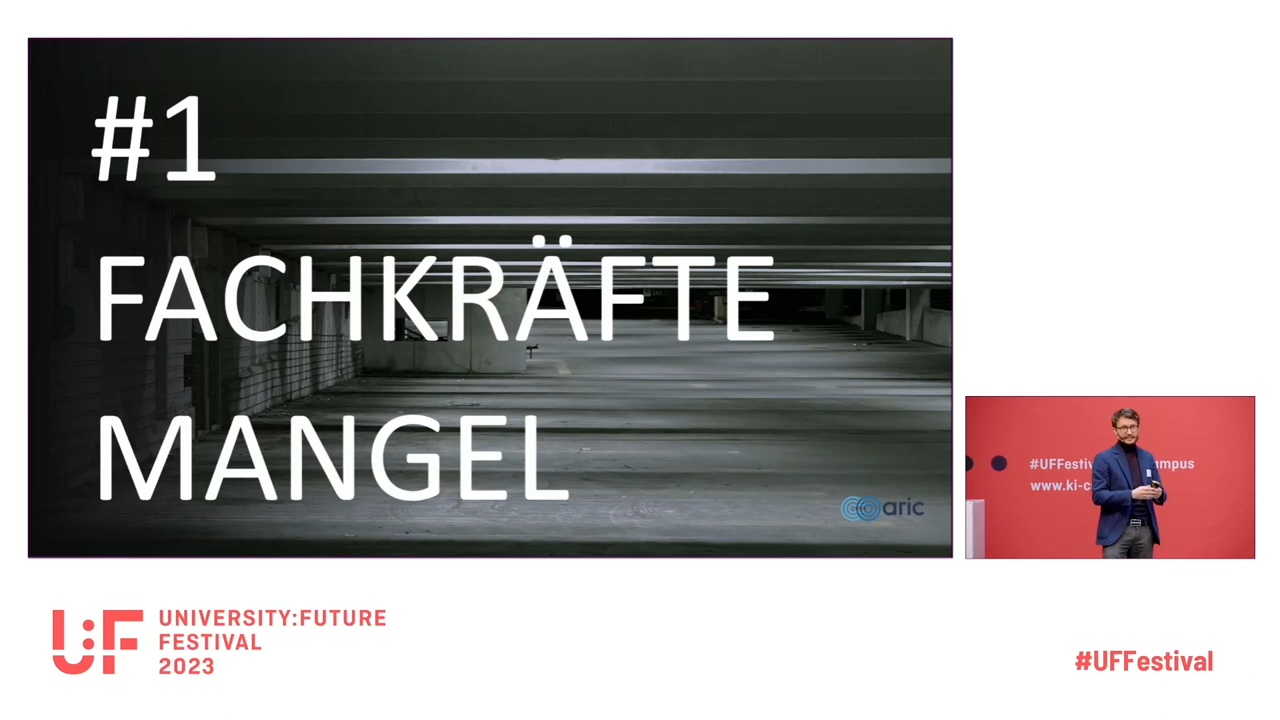 #1
FACHKRÄFTE
MANGEL
aric
#UFFestiv
mpus
www.ki-c
U:F
UNIVERSITY:FUTURE
FESTIVAL
2023
#UFFestival